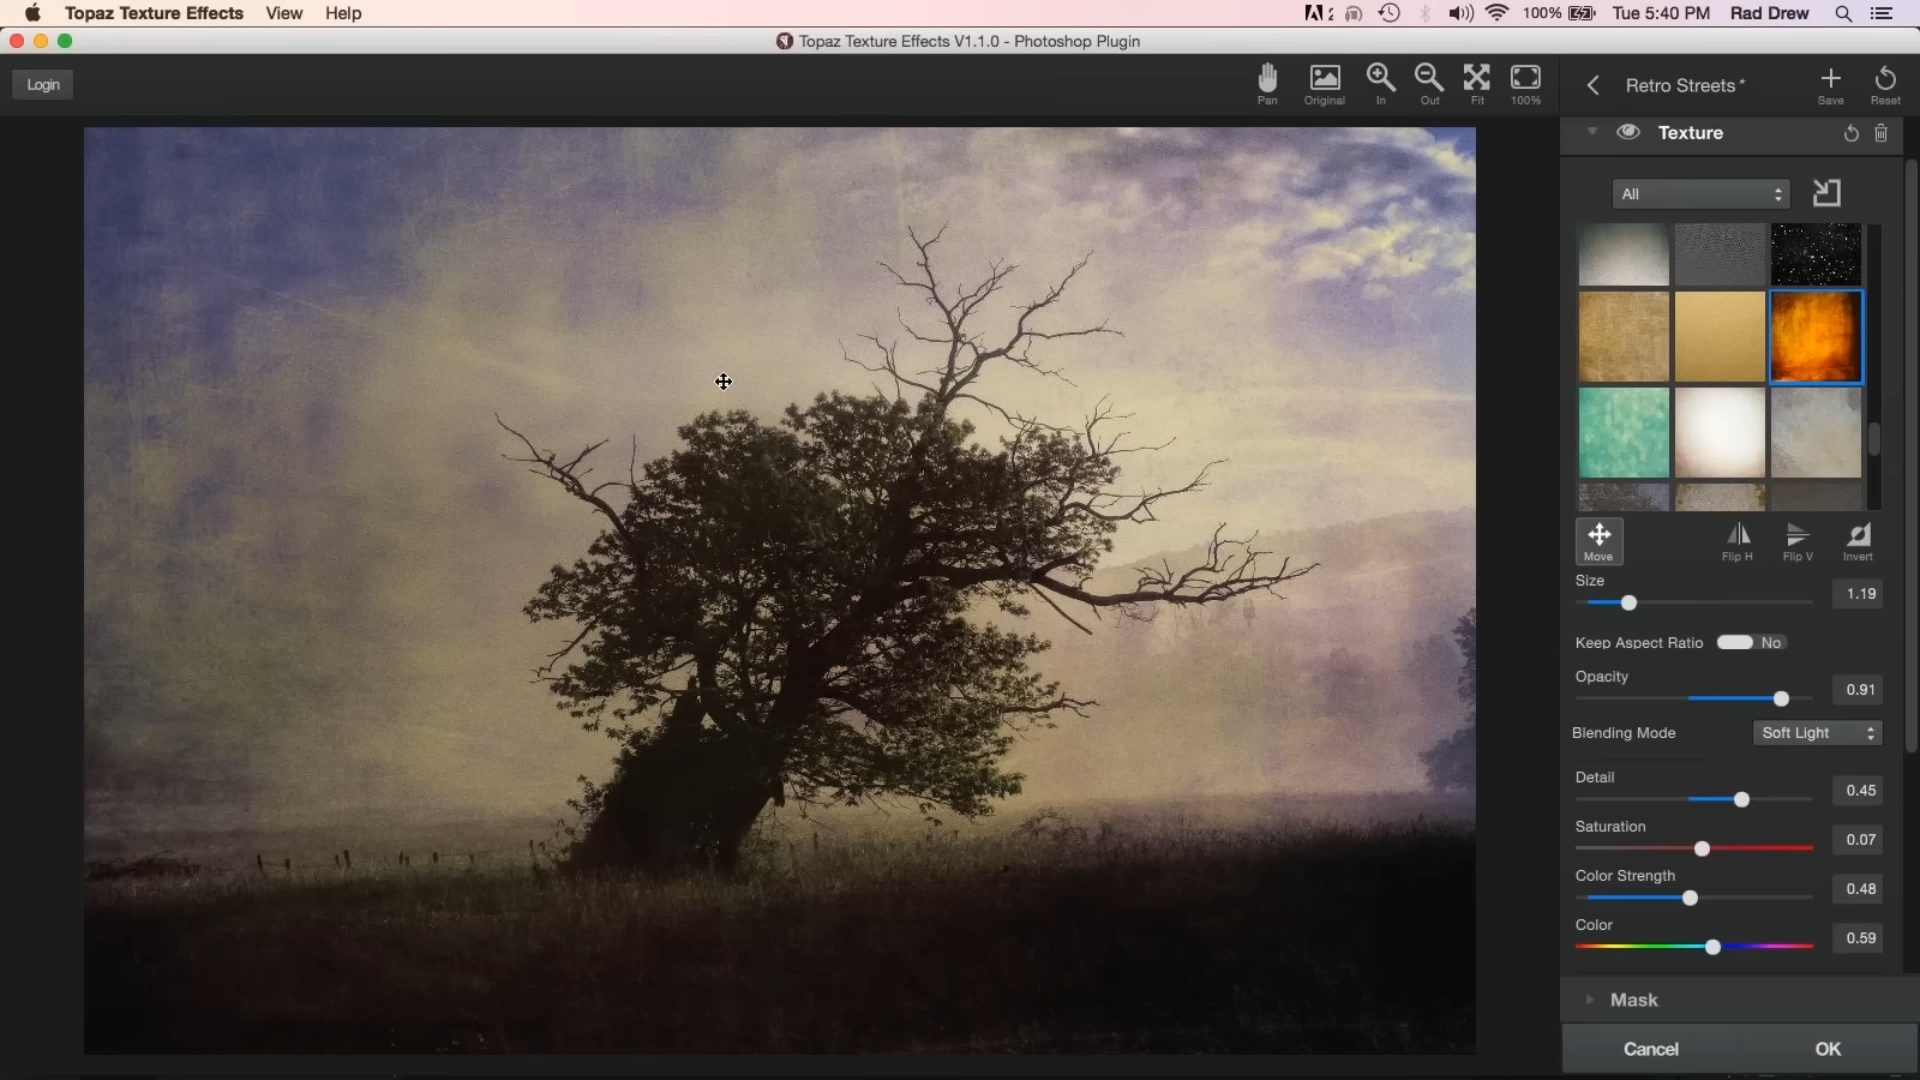 Topaz Texture Effects View Help 2 100% Tue 5:40 PM Rad Drew
Topaz Texture Effects V1.1.0 - Photoshop Plugin
Login
Pan Original In Out Fit 100%
Retro Streets * Save Reset
Texture
All
Move Flip H Flip V Invert
Size 1.19
Keep Aspect Ratio No
Opacity 0.91
Blending Mode Soft Light
Detail 0.45
Saturation 0.07
Color Strength 0.48
Color 0.59
Mask
Cancel OK